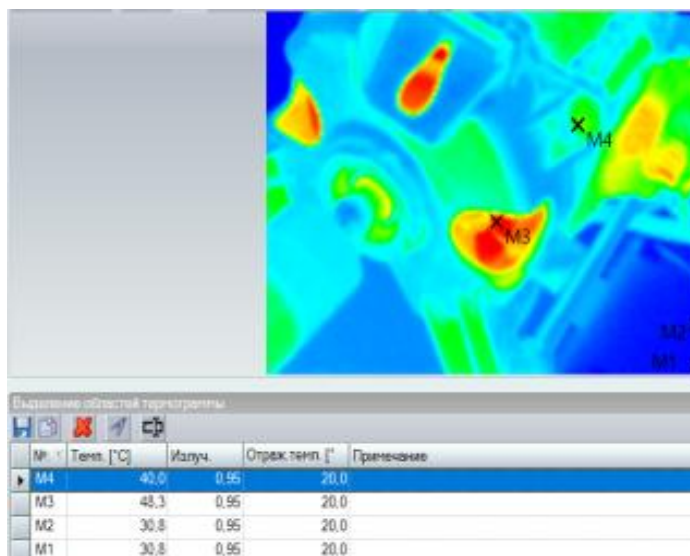 M4
M3
M2
M1
Выделение областей термограммы
№ Темп. [°C] Излуч. Отраж.темп. [° Примечание
M4 40,0 0,95 20,0
M3 48,3 0,95 20,0
M2 30,8 0,95 20,0
M1 30,8 0,95 20,0